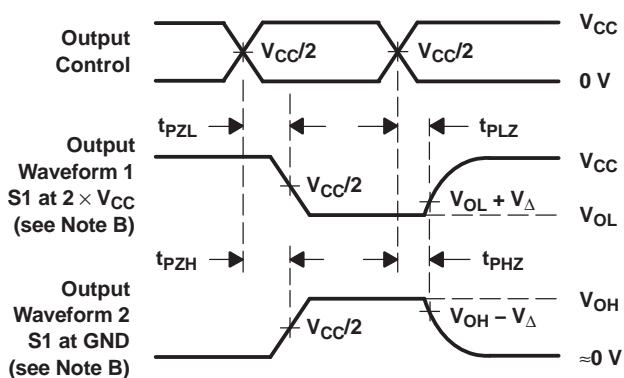 Output
Control
V_CC/2
V_CC/2
V_CC
0 V
t_PZL
t_PLZ
Output
Waveform 1
S1 at 2 × V_CC
(see Note B)
V_CC/2
V_CC
V_OL + V_Δ
V_OL
t_PZH
t_PHZ
Output
Waveform 2
S1 at GND
(see Note B)
V_CC/2
V_OH
V_OH − V_Δ
≈0 V